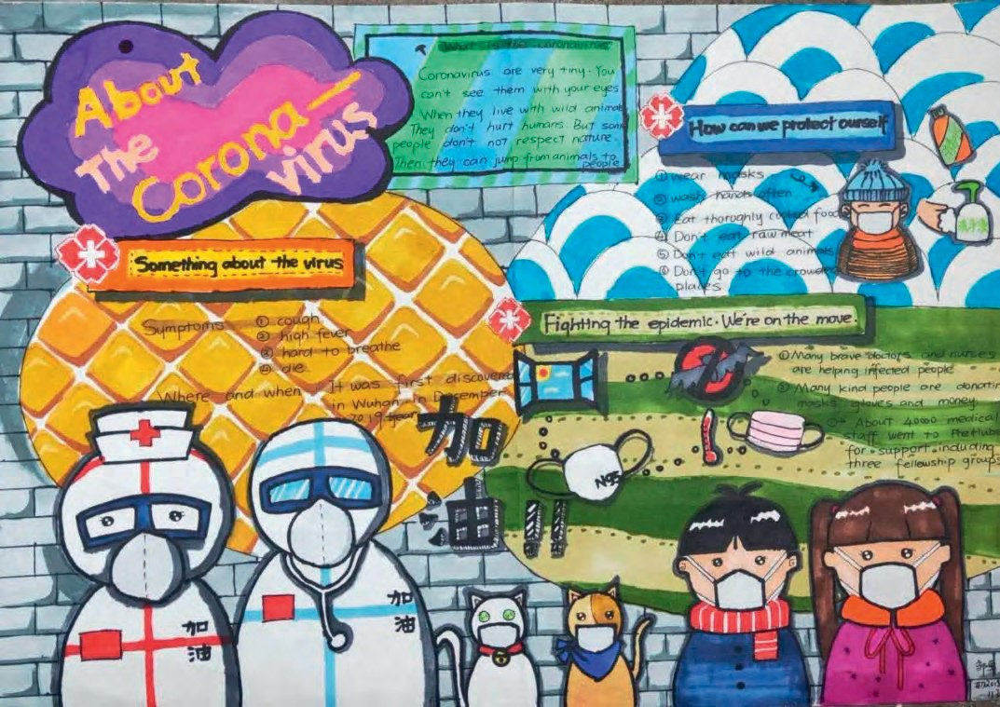 About
The
Corona-
virus
What is the coronavirus
Coronavirus are very tiny. You
can't see them with your eyes
When they live with wild animals
They don't hurt humans. But some
people don't not respect nature.
Then they can jump from animals to
people
How can we protect ourself
① wear masks
② wash hands often
③ Eat thoroghly cooked food
④ Don't eat raw meat
⑤ Don't eat wild animals
⑥ Don't go to the crowded
places
洗手液
Something about the virus
Symptoms
① cough
② high fever
③ hard to breathe
④ die
Where and when
It was first discovered
in Wuhan in December
2019
加
油!!
Fighting the epidemic. We're on the move.
① Many brave doctors and nurses
are helping infected people
② Many kind people are donating
masks gloves and money.
③ About 40000 medical
staff went to
for support including
three fellowship groups
N95
加
油
加
油